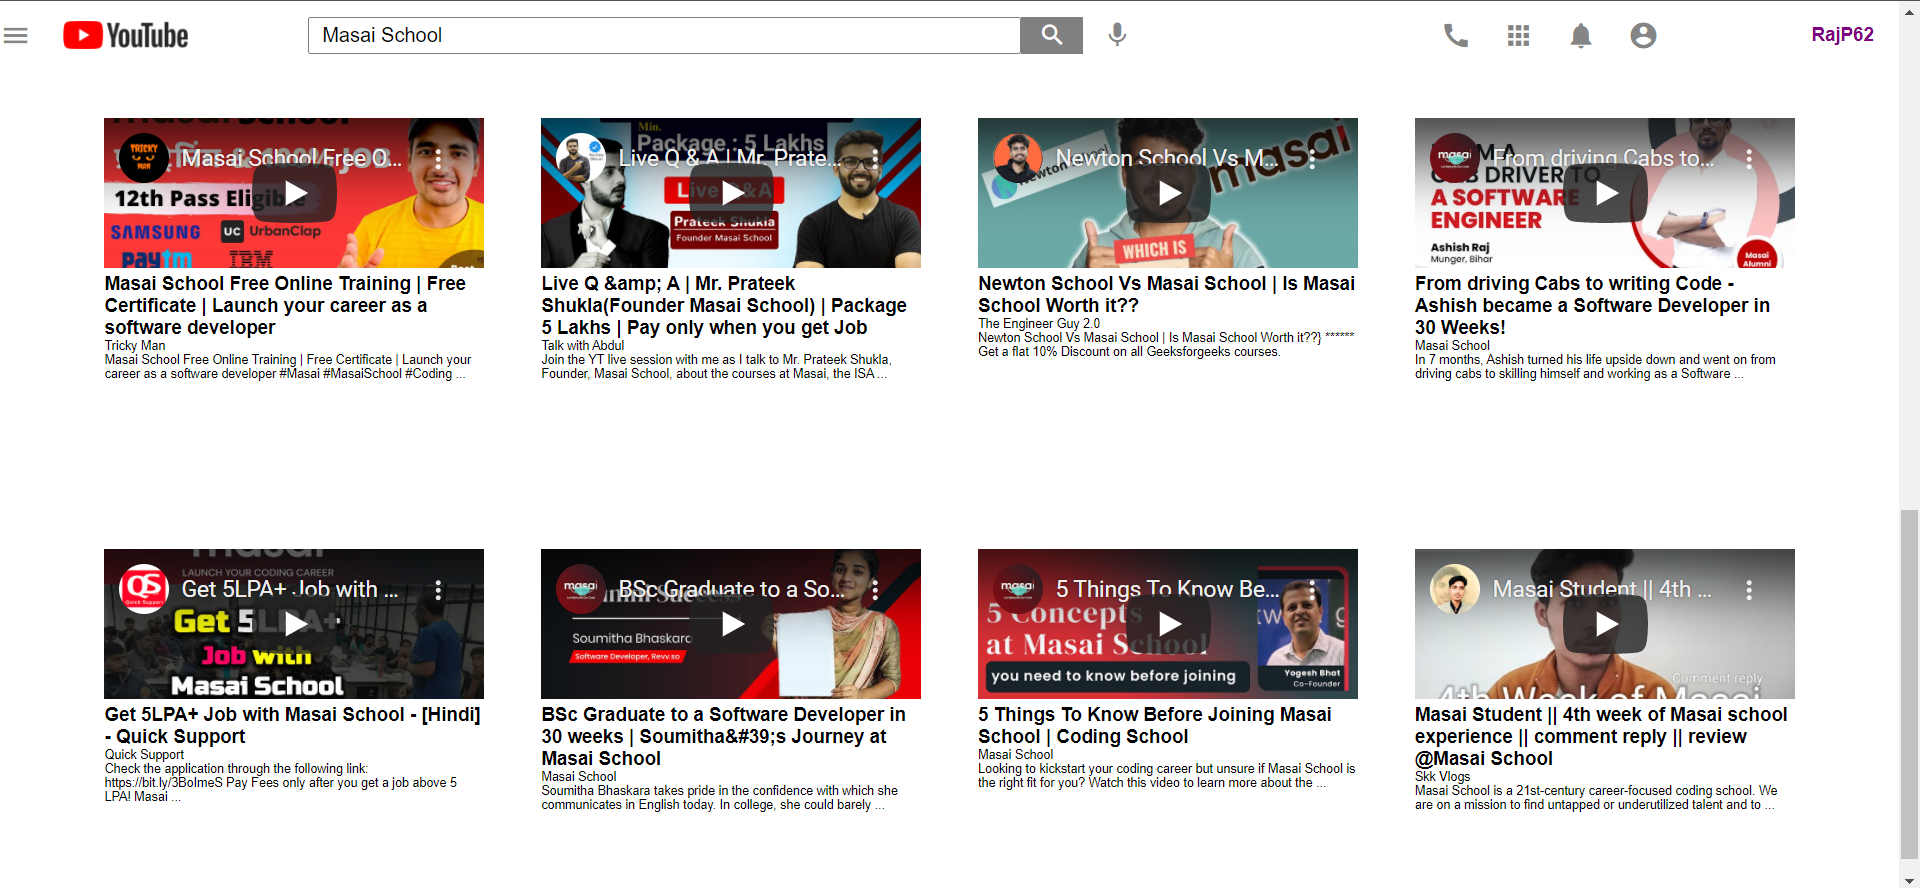 YouTube
Masai School
RajP62
TRICKY
MAN
Masai School Free O...
12th Pass Eligible
SAMSUNG
UC UrbanClap
paytm
IBM
Masai School Free Online Training | Free
Certificate | Launch your career as a
software developer
Tricky Man
Masai School Free Online Training | Free Certificate | Launch your
career as a software developer #Masai #MasaiSchool #Coding ...
Min.
Package : 5 Lakhs
Live Q & A | Mr. Prate...
Live Q&A
Prateek Shukla
Founder Masai School
Live Q &amp; A | Mr. Prateek
Shukla(Founder Masai School) | Package
5 Lakhs | Pay only when you get Job
Talk with Abdul
Join the YT live session with me as I talk to Mr. Prateek Shukla,
Founder, Masai School, about the courses at Masai, the ISA ...
Newton School Vs M...
Newton School
masai
WHICH IS
Newton School Vs Masai School | Is Masai
School Worth it??
The Engineer Guy 2.0
Newton School Vs Masai School | Is Masai School Worth it??} ******
Get a flat 10% Discount on all Geeksforgeeks courses.
masai
From driving Cabs to...
CAB DRIVER TO
A SOFTWARE
ENGINEER
Ashish Raj
Munger, Bihar
Masai
Alumni
From driving Cabs to writing Code -
Ashish became a Software Developer in
30 Weeks!
Masai School
In 7 months, Ashish turned his life upside down and went on from
driving cabs to skilling himself and working as a Software ...
masai
LAUNCH YOUR CODING CAREER
QS
Quick Support
Get 5LPA+ Job with ...
Get 5LPA+
Job with
Masai School
Get 5LPA+ Job with Masai School - [Hindi]
- Quick Support
Quick Support
Check the application through the following link:
https://bit.ly/3BolmeS Pay Fees only after you get a job above 5
LPA! Masai ...
masai
BSc Graduate to a So...
Soumitha Bhaskara
Software Developer, Revv.so
BSc Graduate to a Software Developer in
30 weeks | Soumitha&#39;s Journey at
Masai School
Masai School
Soumitha Bhaskara takes pride in the confidence with which she
communicates in English today. In college, she could barely ...
masai
5 Things To Know Be...
5 Concepts
at Masai School
you need to know before joining
Yogesh Bhat
Co-Founder
5 Things To Know Before Joining Masai
School | Coding School
Masai School
Looking to kickstart your coding career but unsure if Masai School is
the right fit for you? Watch this video to learn more about the ...
Masai Student || 4th ...
Comment reply
4th Week of Masai
Masai Student || 4th week of Masai school
experience || comment reply || review
@Masai School
Skk Vlogs
Masai School is a 21st-century career-focused coding school. We
are on a mission to find untapped or underutilized talent and to ...